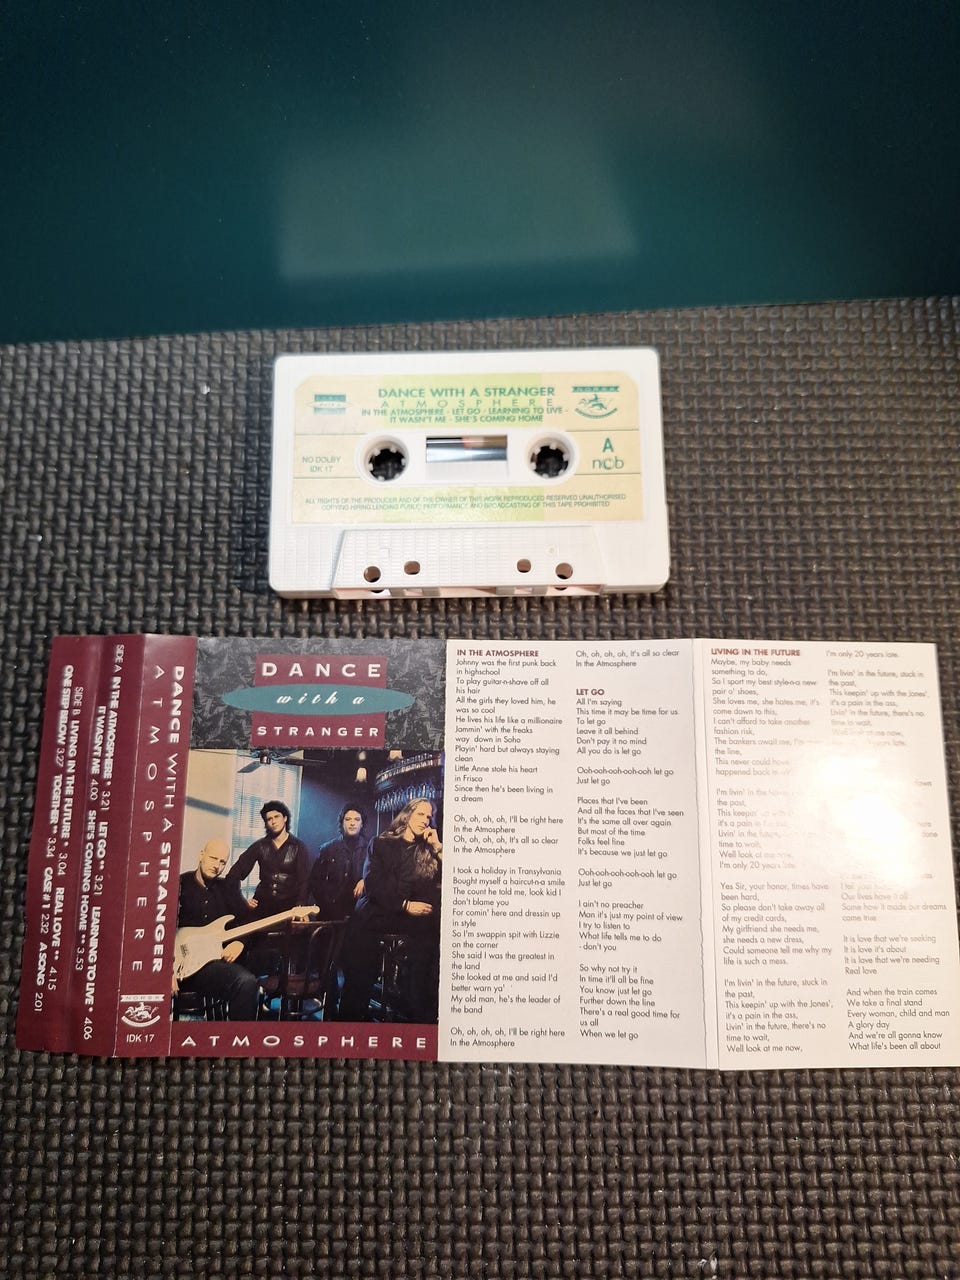 DANCE WITH A STRANGER
ATMOSPHERE
IN THE ATMOSPHERE - LET GO - LEARNING TO LIVE -
IT WASN'T ME - SHE'S COMING HOME
NORSK
NO DOLBY
IDK 17
A
ncb
ALL RIGHTS OF THE PRODUCER AND OF THE OWNER OF THIS WORK REPRODUCED RESERVED UNAUTHORISED
COPYING HIRING LENDING PUBLIC PERFORMANCE AND BROADCASTING OF THIS TAPE PROHIBITED
SIDE A IN THE ATMOSPHERE * 3.21 LET GO ** 3.21 LEARNING TO LIVE * 4.06
IT WASN'T ME 4.00 SHE'S COMING HOME ** 3.53
SIDE B LIVING IN THE FUTURE * 3.04 REAL LOVE ** 4.15
ONE STEP BELOW 3.27 TOGETHER ** 3.34 CASE #1 2.32 A SONG 2.01
DANCE WITH A STRANGER
ATMOSPHERE
NORSK
IDK 17
DANCE
with a
STRANGER
ATMOSPHERE
IN THE ATMOSPHERE
Johnny was the first punk back
in highschool
To play guitar-n-shave off all
his hair
All the girls they loved him, he
was so cool
He lives his life like a millionaire
Jammin' with the freaks
way down in Soho
Playin' hard but always staying
clean
Little Anne stole his heart
in Frisco
Since then he's been living in
a dream
Oh, oh, oh, oh, I'll be right here
In the Atmosphere
Oh, oh, oh, oh, It's all so clear
In the Atmosphere
I took a holiday in Transylvania
Bought myself a haircut-n-a smile
The count he told me, look kid I
don't blame you
For comin' here and dressin up
in style
So I'm swappin spit with Lizzie
on the corner
She said I was the greatest in
the land
She looked at me and said I'd
better warn ya'
My old man, he's the leader of
the band
Oh, oh, oh, oh, I'll be right here
In the Atmosphere
Oh, oh, oh, oh, It's all so clear
In the Atmosphere
LET GO
All I'm saying
This time it may be time for us
To let go
Leave it all behind
Don't pay it no mind
All you do is let go
Ooh-ooh-ooh-ooh-ooh let go
Just let go
Places that I've been
And all the faces that I've seen
It's the same all over again
But most of the time
Folks feel fine
It's because we just let go
Ooh-ooh-ooh-ooh-ooh let go
Just let go
I ain't no preacher
Man it's just my point of view
I try to listen to
What life tells me to do
- don't you
So why not try it
In time it'll all be fine
You know just let go
Further down the line
There's a real good time for
us all
When we let go
LIVING IN THE FUTURE
Maybe, my baby needs
something to do,
So I sport my best style-n-a new
pair o' shoes,
She loves me, she hates me, it's
come down to this,
I can't afford to take another
fashion risk,
The bankers await me, I'm
the line,
This never could have
happened back in
I'm livin' in the future,
the past,
This keepin' up
it's a pain in
Livin' in the future,
time to wait,
Well look at me now,
I'm only 20 years late.
Yes Sir, your honor, times have
been hard,
So please don't take away all
of my credit cards,
My girlfriend she needs me,
she needs a new dress,
Could someone tell me why my
life is such a mess.
I'm livin' in the future, stuck in
the past,
This keepin' up with the Jones',
it's a pain in the ass,
Livin' in the future, there's no
time to wait,
Well look at me now,
I'm only 20 years late.
I'm livin' in the future, stuck in
the past,
This keepin' up with the Jones',
it's a pain in the ass,
Livin' in the future, there's no
time to wait,
Well look at me now,
years late.
Our lives have
Some how it made our dreams
come true
It is love that we're seeking
It is love it's about
It is love that we're needing
Real love
And when the train comes
We take a final stand
Every woman, child and man
A glory day
And we're all gonna know
What life's been all about